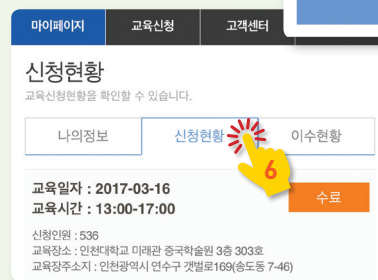 마이페이지 교육신청 고객센터
신청현황
교육신청현황을 확인할 수 있습니다.
나의정보 신청현황 이수현황
6
교육일자 : 2017-03-16
교육시간 : 13:00-17:00
수료
신청인원 : 536
교육장소 : 인천대학교 미래관 중국학술원 3층 303호
교육장주소지 : 인천광역시 연수구 갯벌로169(송도동 7-46)